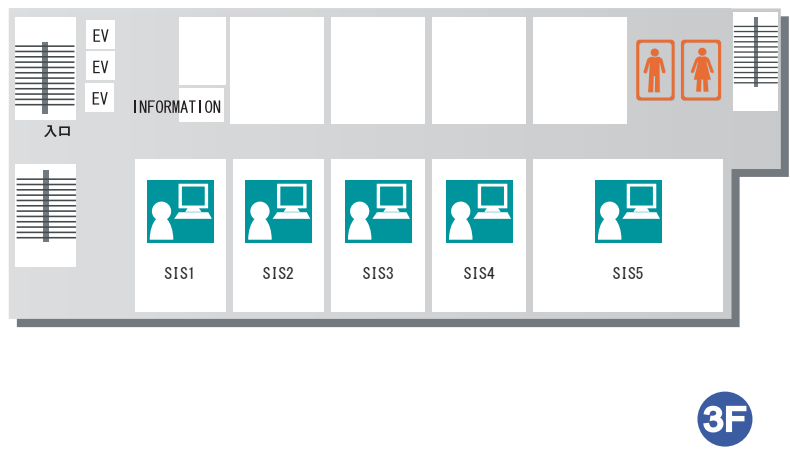 EV
EV
EV
INFORMATION
入口
SIS1
SIS2
SIS3
SIS4
SIS5
3F